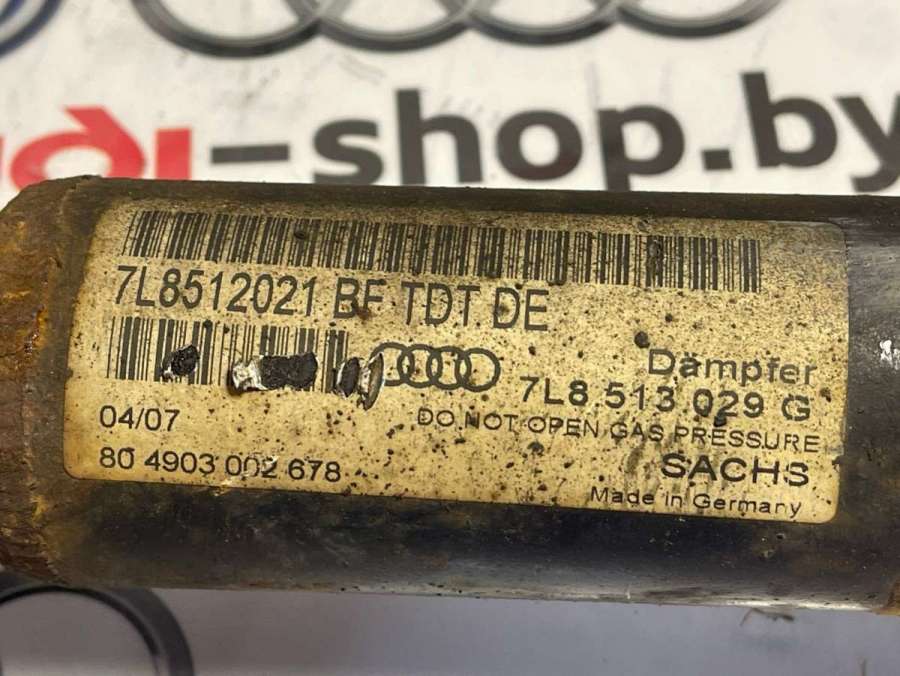 -shop.by
7L8512021 BF TDT DE
Dämpfer
7L8 513 029 G
DO NOT OPEN GAS PRESSURE
04/07
80 4903 002 678
SACHS
Made in Germany